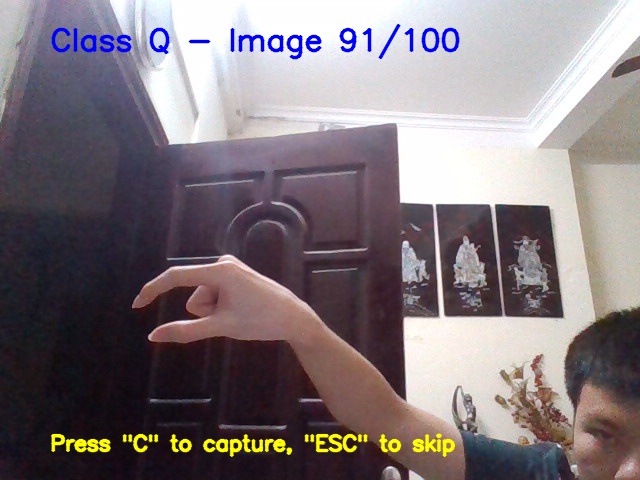 Class Q - Image 91/100
Press "C" to capture, "ESC" to skip